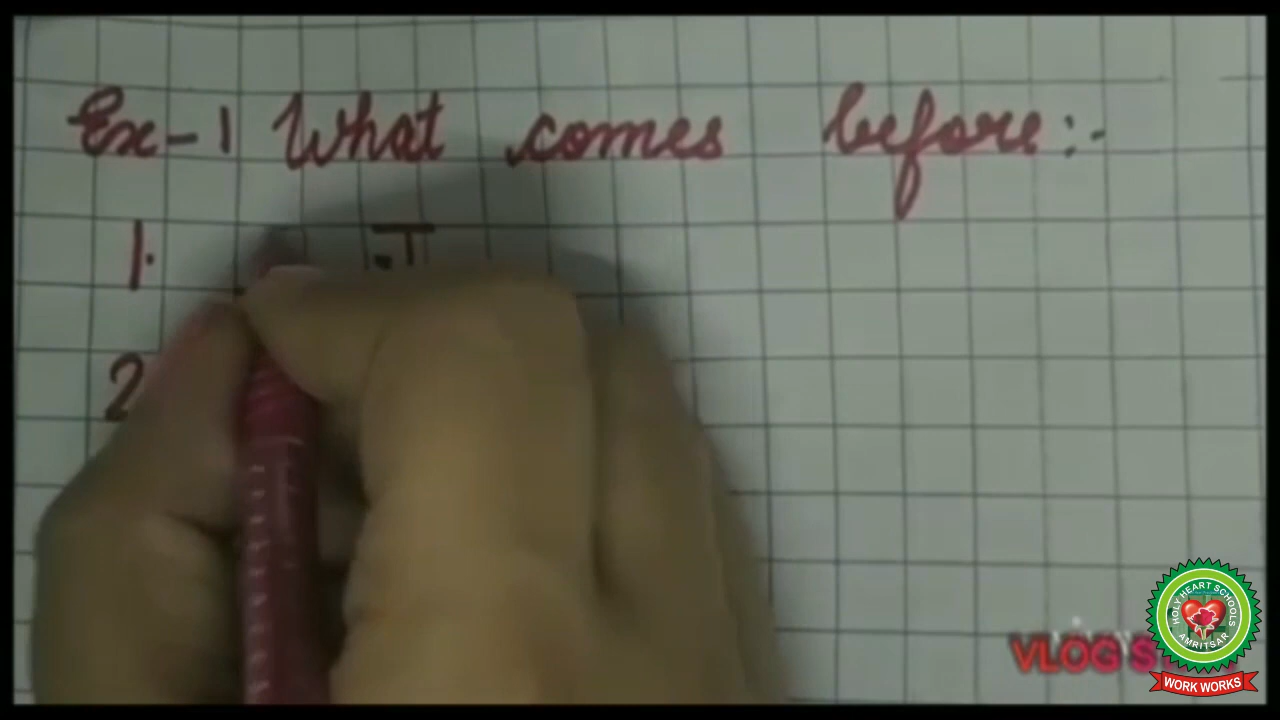 Ex-1 What comes before:-
1. J
2
VLOG S
HOLY HEART SCHOOLS
AMRITSAR
WORK WORKS